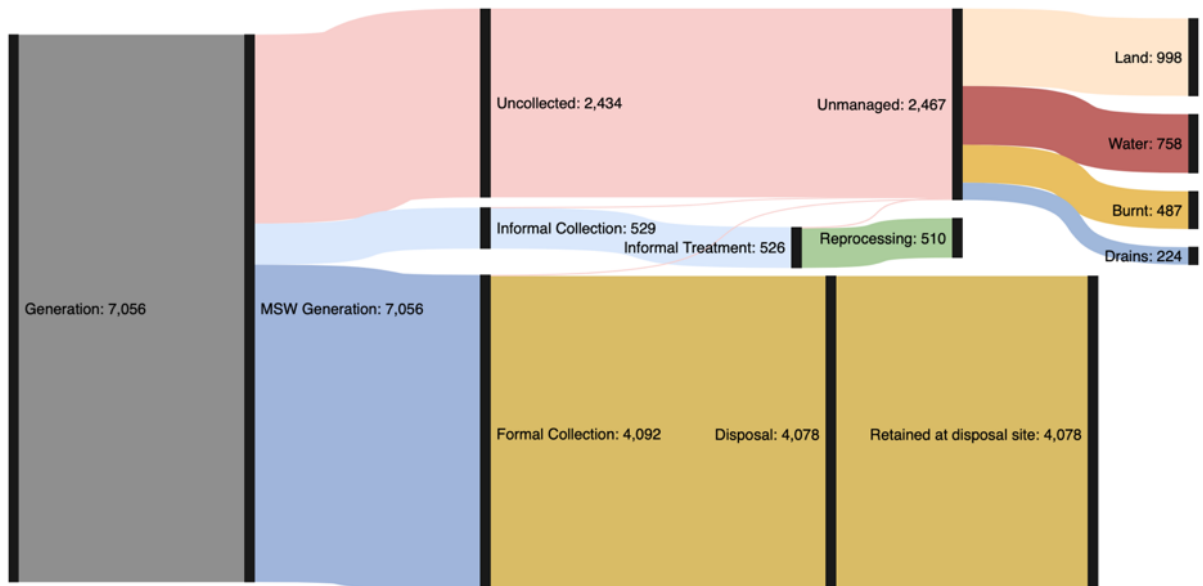 Generation: 7,056
MSW Generation: 7,056
Uncollected: 2,434
Informal Collection: 529
Formal Collection: 4,092
Informal Treatment: 526
Disposal: 4,078
Unmanaged: 2,467
Reprocessing: 510
Retained at disposal site: 4,078
Land: 998
Water: 758
Burnt: 487
Drains: 224